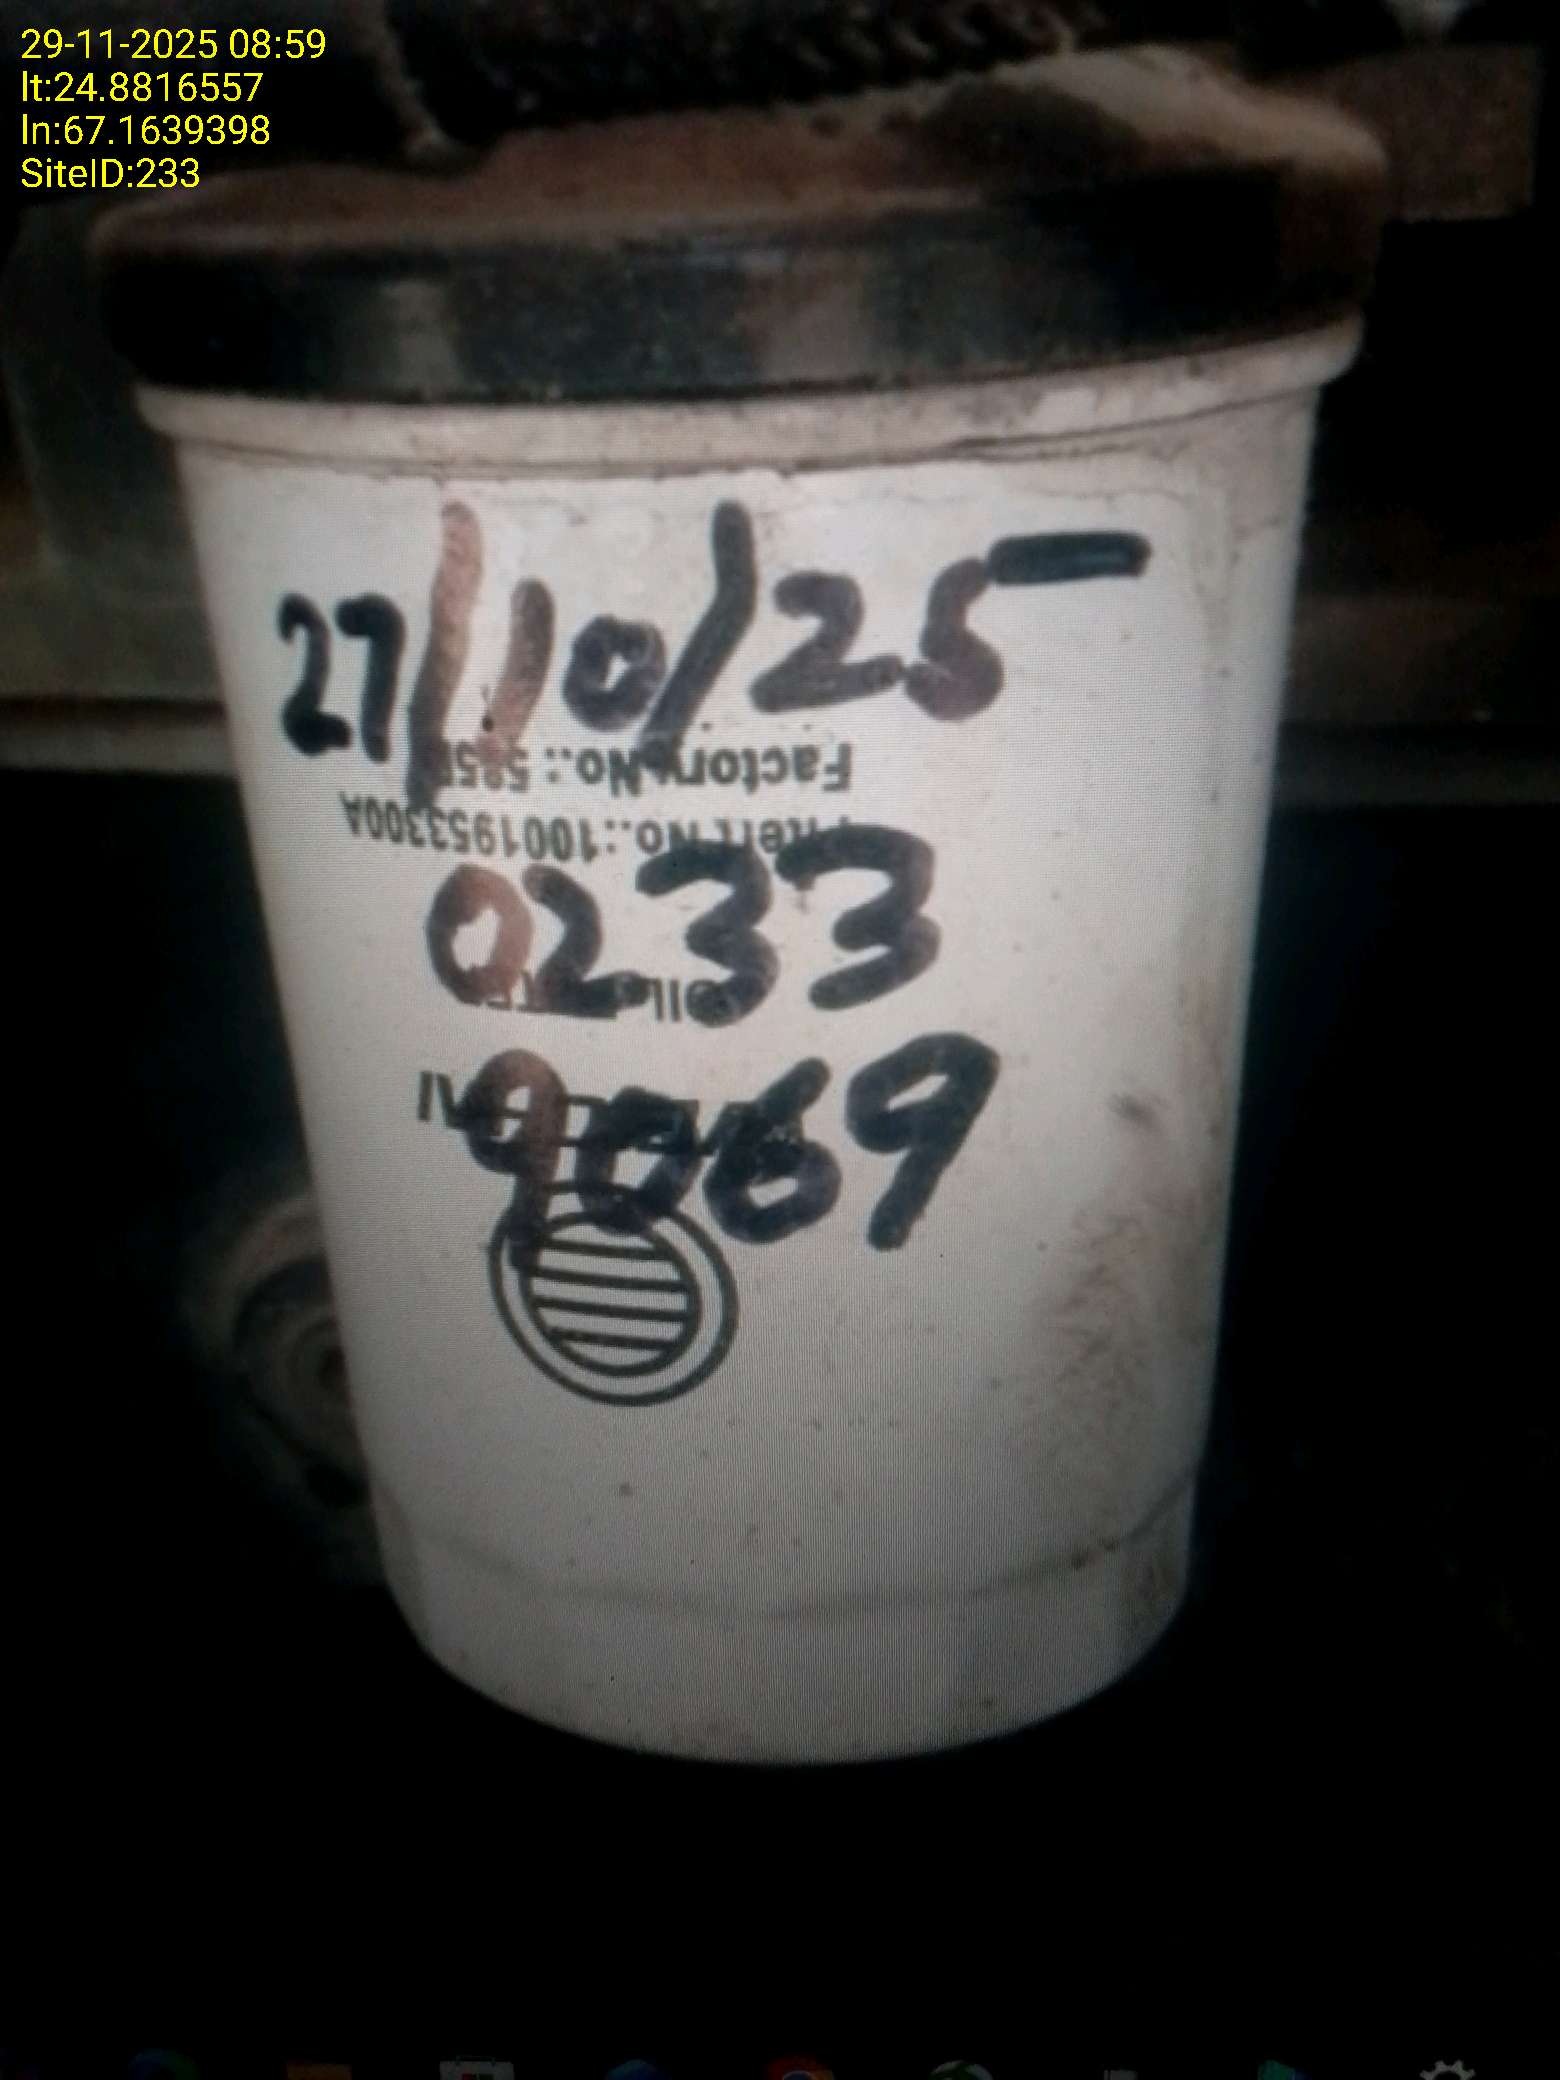 29-11-2025 08:59
lt:24.8816557
ln:67.1639398
SiteID:233
27/10/25
Factory No.:
No.:1001953300A
0233
OIL
9069